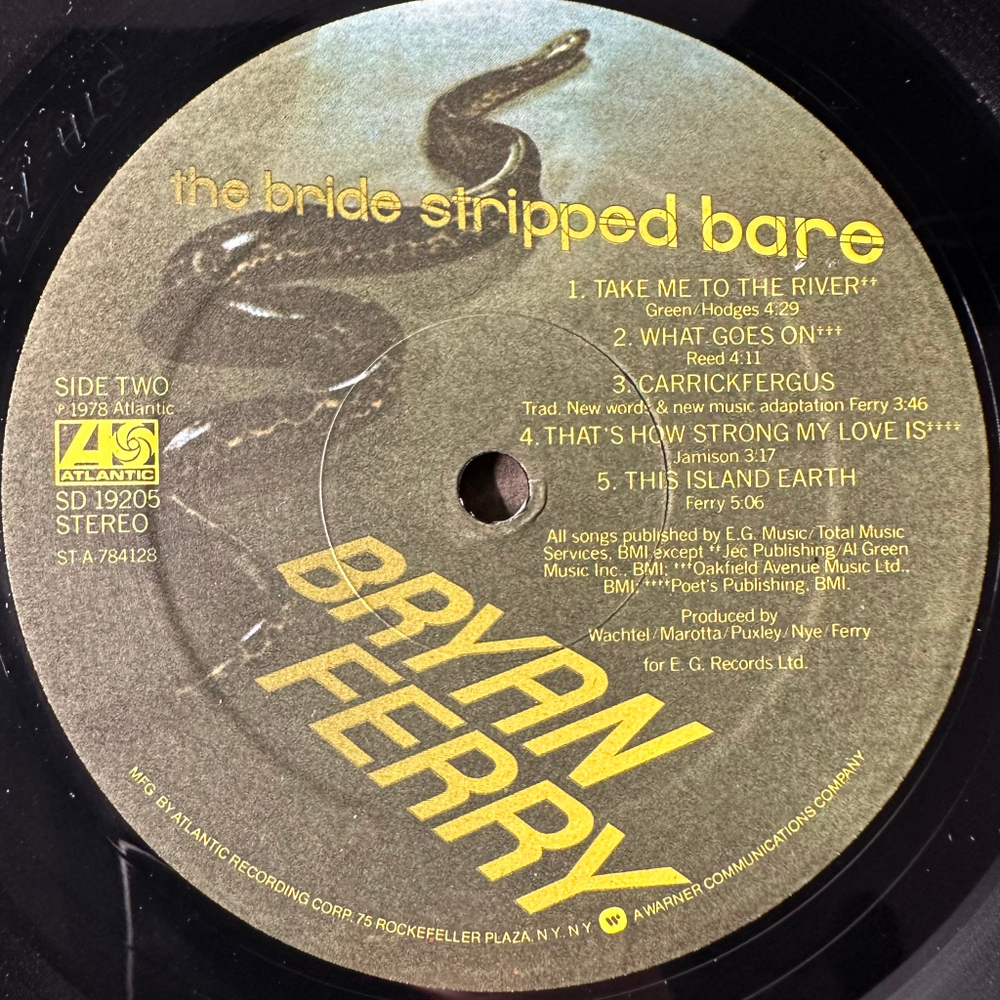 the bride stripped bare
1. TAKE ME TO THE RIVER††
Green/Hodges 4:29
2. WHAT GOES ON†††
Reed 4:11
3. CARRICKFERGUS
Trad. New words & new music adaptation Ferry 3:46
4. THAT'S HOW STRONG MY LOVE IS††††
Jamison 3:17
5. THIS ISLAND EARTH
Ferry 5:06
SIDE TWO
℗ 1978 Atlantic
ATLANTIC
SD 19205
STEREO
ST-A-784128
All songs published by E.G. Music/Total Music
Services, BMI except ††Jec Publishing/Al Green
Music Inc., BMI; †††Oakfield Avenue Music Ltd.,
BMI; ††††Poet's Publishing, BMI.
Produced by
Wachtel/Marotta/Puxley/Nye/Ferry
for E. G. Records Ltd.
BRYAN
FERRY
MFG. BY ATLANTIC RECORDING CORP. 75 ROCKEFELLER PLAZA, N.Y. N.Y. A WARNER COMMUNICATIONS COMPANY